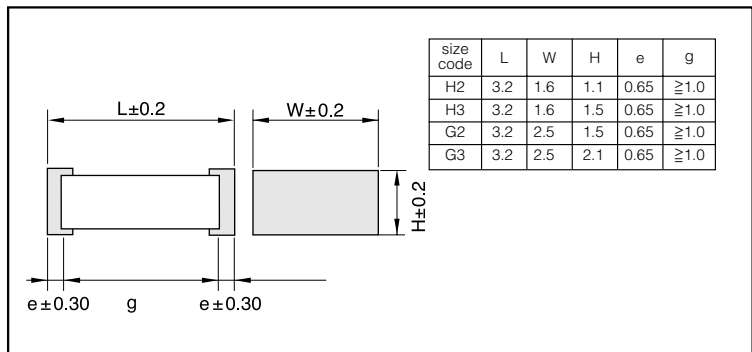 size code L W H e g
H2 3.2 1.6 1.1 0.65 ≧1.0
H3 3.2 1.6 1.5 0.65 ≧1.0
G2 3.2 2.5 1.5 0.65 ≧1.0
G3 3.2 2.5 2.1 0.65 ≧1.0
L±0.2
W±0.2
H±0.2
e±0.30 g e±0.30